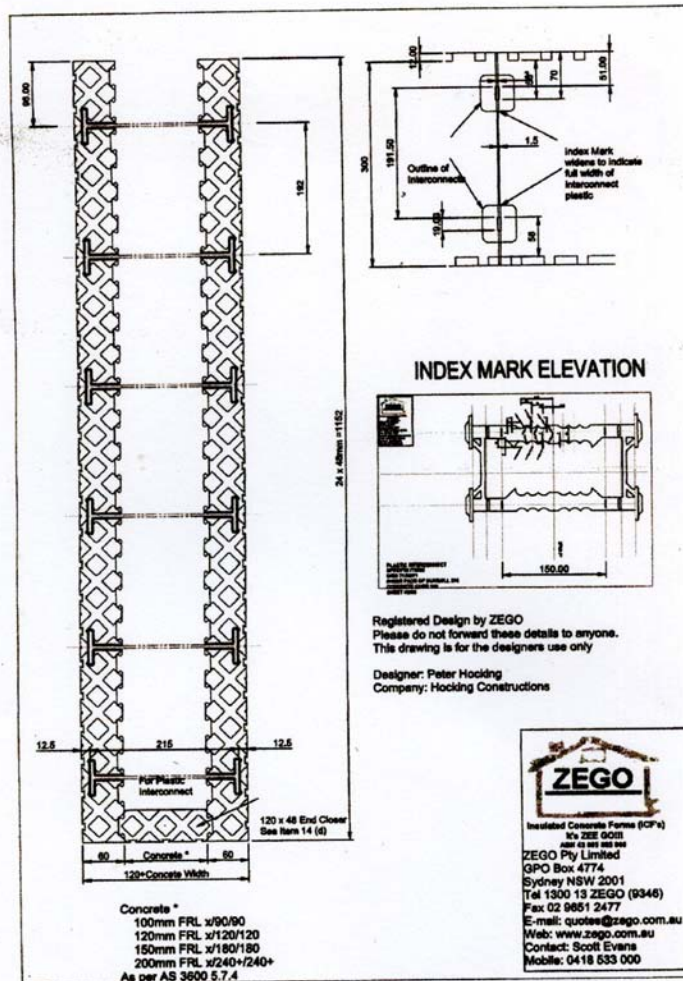 96.00
192
24 x 48mm =1152
12.5
215
12.5
For Plastic
Interconnect
120 x 48 End Closer
See Item 14 (d)
60
Concrete *
60
120+Concete Width
Concrete *
100mm FRL x/90/90
120mm FRL x/120/120
150mm FRL x/180/180
200mm FRL x/240+/240+
As per AS 3600 5.7.4
12.00
70
51.00
300
191.50
1.5
Outline of
Interconnects
Index Mark
widens to indicate
full width of
Interconnect
plastic
19.03
58
INDEX MARK ELEVATION
150.00
Registered Design by ZEGO
Please do not forward these details to anyone.
This drawing is for the designers use only
Designer: Peter Hocking
Company: Hocking Constructions
ZEGO
Insulated Concrete Forms (ICF's)
It's ZEE GO!!!
ZEGO Pty Limited
GPO Box 4774
Sydney NSW 2001
Tel 1300 13 ZEGO (9346)
Fax 02 9651 2477
E-mail: quotes@zego.com.au
Web: www.zego.com.au
Contact: Scott Evans
Mobile: 0418 533 000